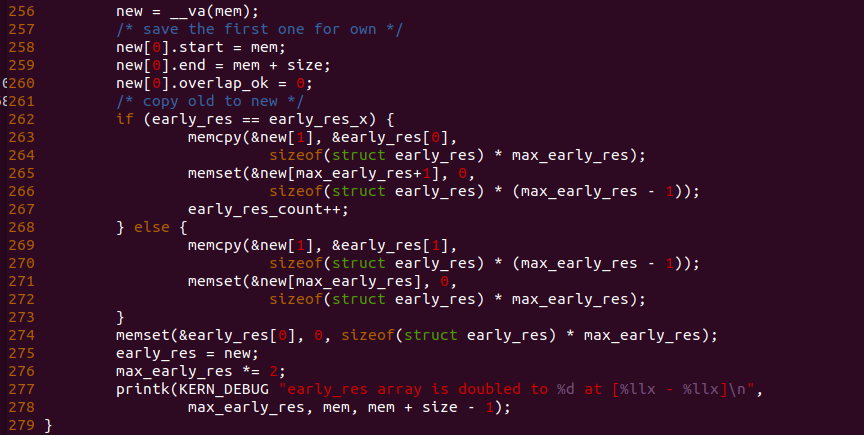 256         new = __va(mem);
257         /* save the first one for own */
258         new[0].start = mem;
259         new[0].end = mem + size;
260         new[0].overlap_ok = 0;
261         /* copy old to new */
262         if (early_res == early_res_x) {
263                 memcpy(&new[1], &early_res[0],
264                          sizeof(struct early_res) * max_early_res);
265                 memset(&new[max_early_res+1], 0,
266                          sizeof(struct early_res) * (max_early_res - 1));
267                 early_res_count++;
268         } else {
269                 memcpy(&new[1], &early_res[1],
270                          sizeof(struct early_res) * (max_early_res - 1));
271                 memset(&new[max_early_res], 0,
272                          sizeof(struct early_res) * max_early_res);
273         }
274         memset(&early_res[0], 0, sizeof(struct early_res) * max_early_res);
275         early_res = new;
276         max_early_res *= 2;
277         printk(KERN_DEBUG "early_res array is doubled to %d at [%llx - %llx]\n",
278                 max_early_res, mem, mem + size - 1);
279 }